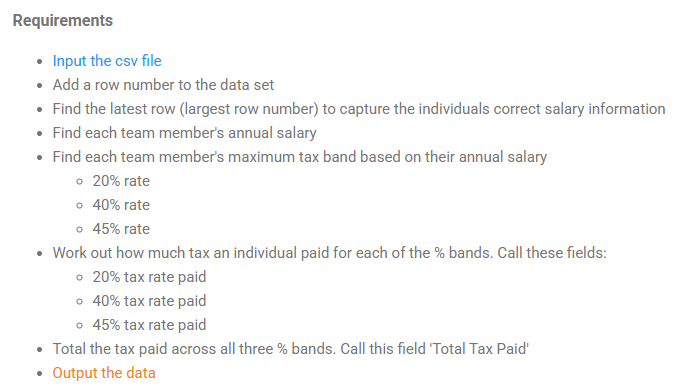 Requirements
Input the csv file
Add a row number to the data set
Find the latest row (largest row number) to capture the individuals correct salary information
Find each team member's annual salary
Find each team member's maximum tax band based on their annual salary
20% rate
40% rate
45% rate
Work out how much tax an individual paid for each of the % bands. Call these fields:
20% tax rate paid
40% tax rate paid
45% tax rate paid
Total the tax paid across all three % bands. Call this field 'Total Tax Paid'
Output the data